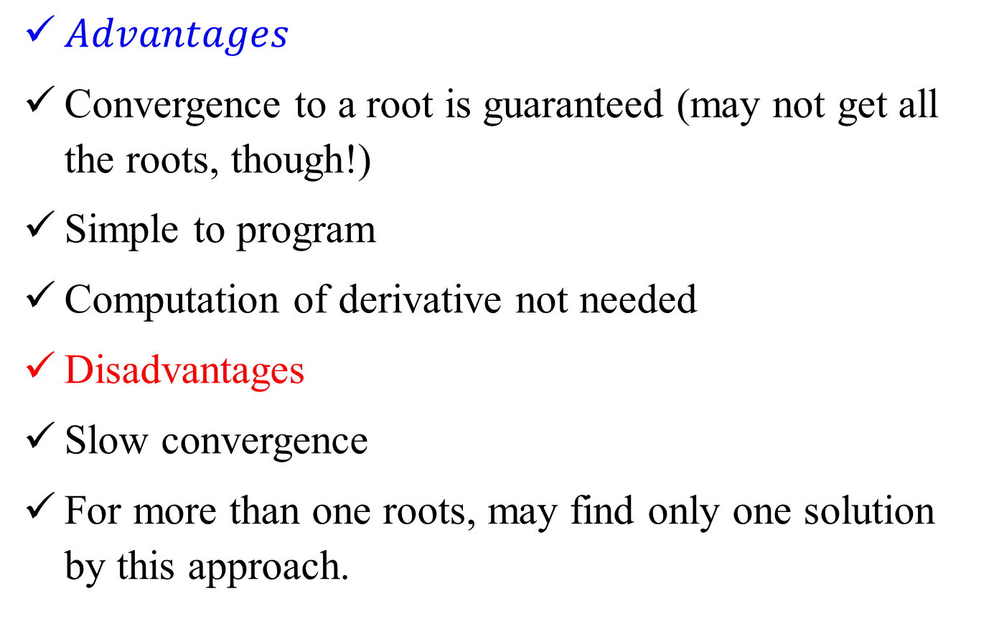 ✓ Advantages
✓ Convergence to a root is guaranteed (may not get all
the roots, though!)
✓ Simple to program
✓ Computation of derivative not needed
✓ Disadvantages
✓ Slow convergence
✓ For more than one roots, may find only one solution
by this approach.